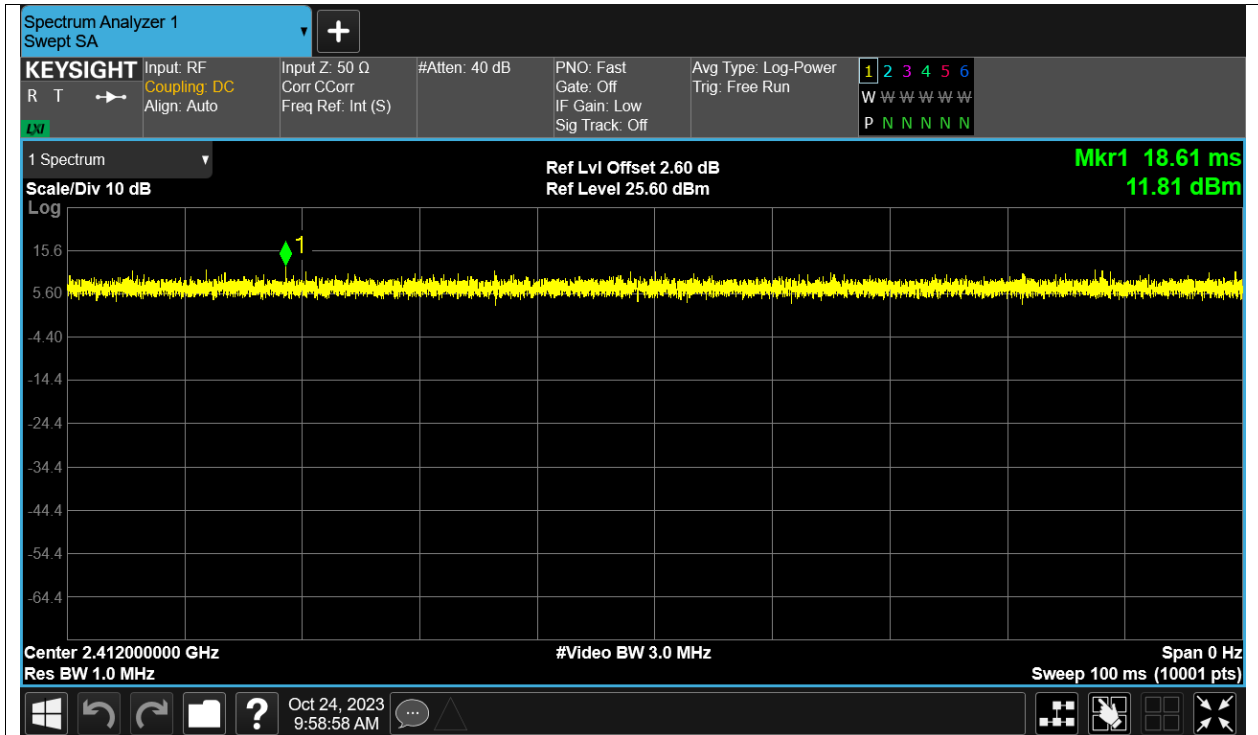 Spectrum Analyzer 1
Swept SA
KEYSIGHT
R T
LXI
Input: RF
Coupling: DC
Align: Auto
Input Z: 50 Ω
Corr CCorr
Freq Ref: Int (S)
#Atten: 40 dB
PNO: Fast
Gate: Off
IF Gain: Low
Sig Track: Off
Avg Type: Log-Power
Trig: Free Run
1 2 3 4 5 6
W W W W W W
P N N N N N
1 Spectrum
Scale/Div 10 dB
Log
Ref Lvl Offset 2.60 dB
Ref Level 25.60 dBm
Mkr1 18.61 ms
11.81 dBm
1
15.6
5.60
-4.40
-14.4
-24.4
-34.4
-44.4
-54.4
-64.4
Center 2.412000000 GHz
Res BW 1.0 MHz
#Video BW 3.0 MHz
Span 0 Hz
Sweep 100 ms (10001 pts)
?
Oct 24, 2023
9:58:58 AM